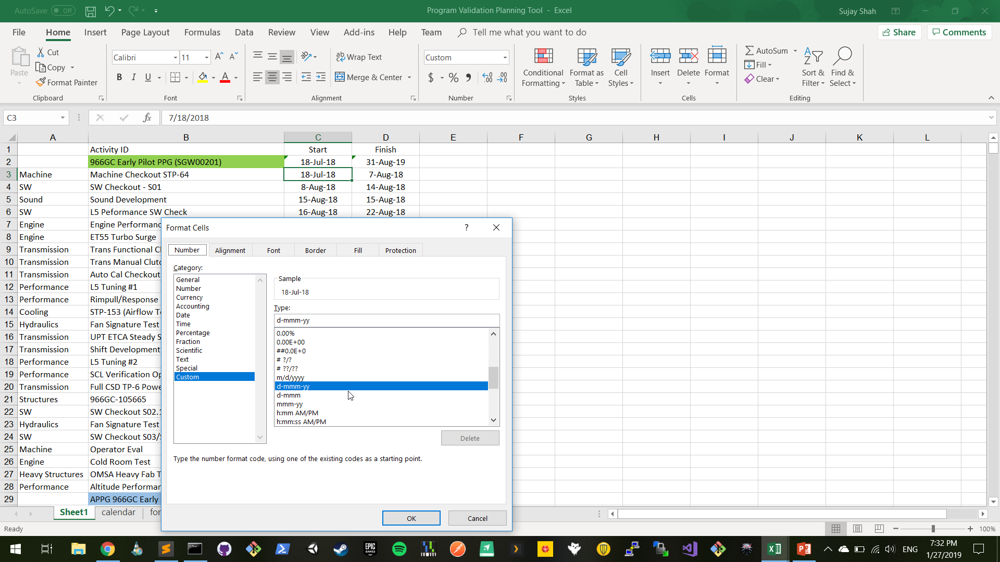 AutoSave Off
Program Validation Planning Tool - Excel
Sujay Shah
File Home Insert Page Layout Formulas Data Review View Add-ins Help Team Tell me what you want to do
Share Comments
Paste
Cut
Copy
Format Painter
Clipboard
Calibri 11
B I U
Font
Wrap Text
Merge & Center
Alignment
Custom
$ % 9
Number
Conditional Formatting
Format as Table
Cell Styles
Styles
Insert Delete Format
Cells
AutoSum
Fill
Clear
Sort & Filter
Find & Select
Editing
C3 fx 7/18/2018
A B C D E F G H I J K L
1 Activity ID Start Finish
2 966GC Early Pilot PPG (SGW00201) 18-Jul-18 31-Aug-19
3 Machine Machine Checkout STP-64 18-Jul-18 7-Aug-18
4 SW SW Checkout - S01 8-Aug-18 14-Aug-18
5 Sound Sound Development 15-Aug-18 15-Aug-18
6 SW L5 Peformance SW Check 16-Aug-18 22-Aug-18
7 Engine Engine Performanc
8 Engine ET55 Turbo Surge
9 Transmission Trans Functional Cl
10 Transmission Trans Manual Clutc
11 Transmission Auto Cal Checkout
12 Performance L5 Tuning #1
13 Performance Rimpull/Response
14 Cooling STP-153 (Airflow Te
15 Hydraulics Fan Signature Test
16 Transmission UPT ETCA Steady S
17 Transmission Shift Development
18 Performance L5 Tuning #2
19 Performance SCL Verification Op
20 Transmission Full CSD TP-6 Powe
21 Structures 966GC-105665
22 SW SW Checkout S02.1
23 Hydraulics Fan Signature Test
24 SW SW Checkout S03/S
25 Machine Operator Eval
26 Engine Cold Room Test
27 Heavy Structures OMSA Heavy Fab T
28 Performance Altitude Performan
29 APPG 966GC Early
Format Cells ?
Number Alignment Font Border Fill Protection
Category:
General
Number
Currency
Accounting
Date
Time
Percentage
Fraction
Scientific
Text
Special
Custom
Sample
18-Jul-18
Type:
d-mmm-yy
0.00%
0.00E+00
##0.0E+0
# ?/?
# ??/??
m/d/yyyy
d-mmm-yy
d-mmm
mmm-yy
h:mm AM/PM
h:mm:ss AM/PM
Delete
Type the number format code, using one of the existing codes as a starting point.
OK Cancel
Sheet1 calendar for
Ready
100%
EPIC GAMES
ENG
7:32 PM
1/27/2019